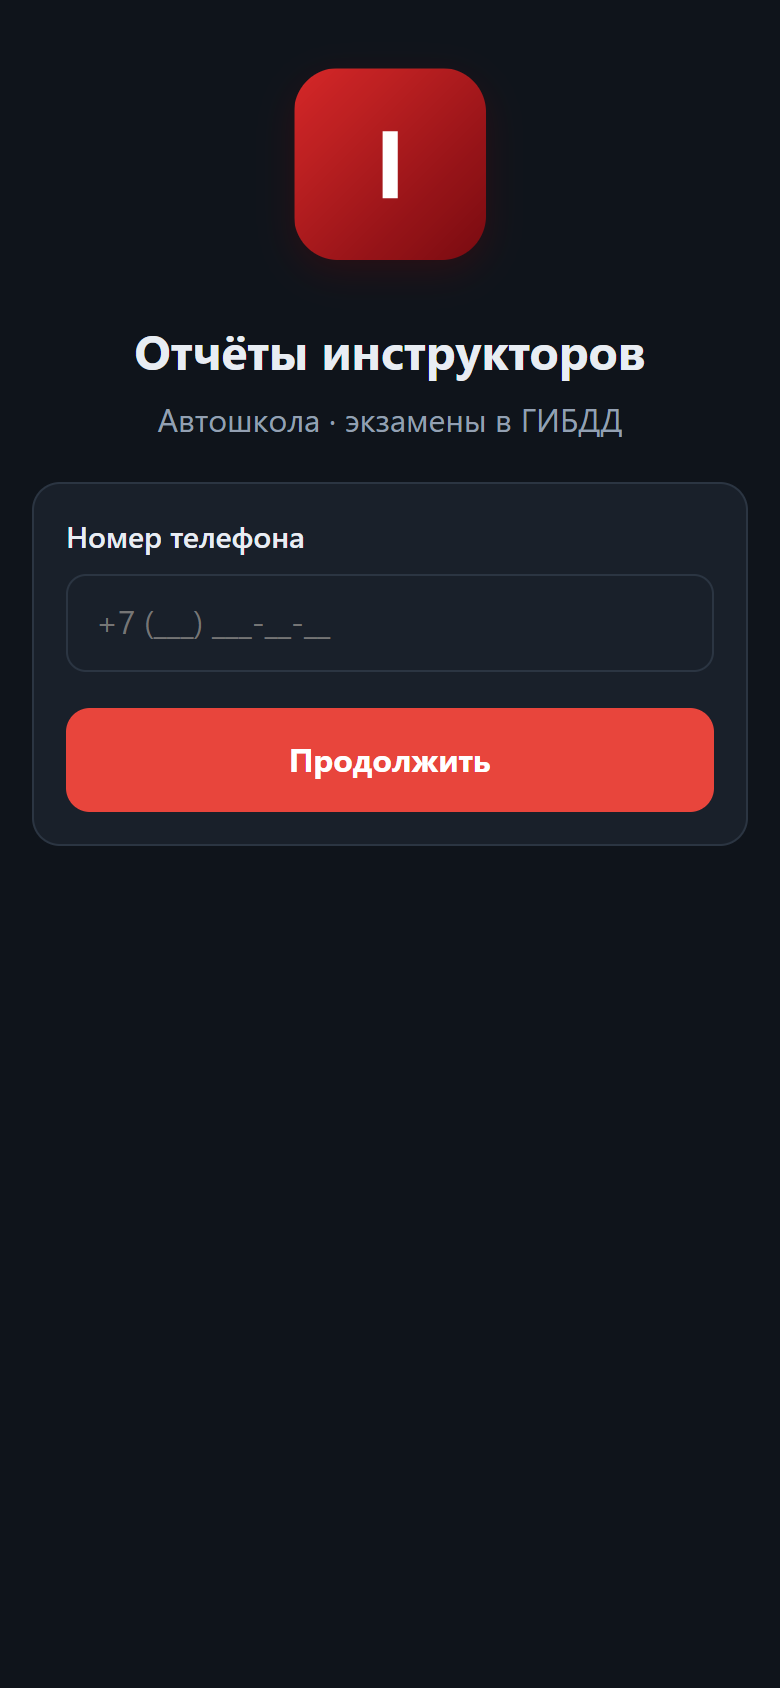 I
Отчёты инструкторов
Автошкола · экзамены в ГИБДД
Номер телефона
+7 (___) ___-__-__
Продолжить